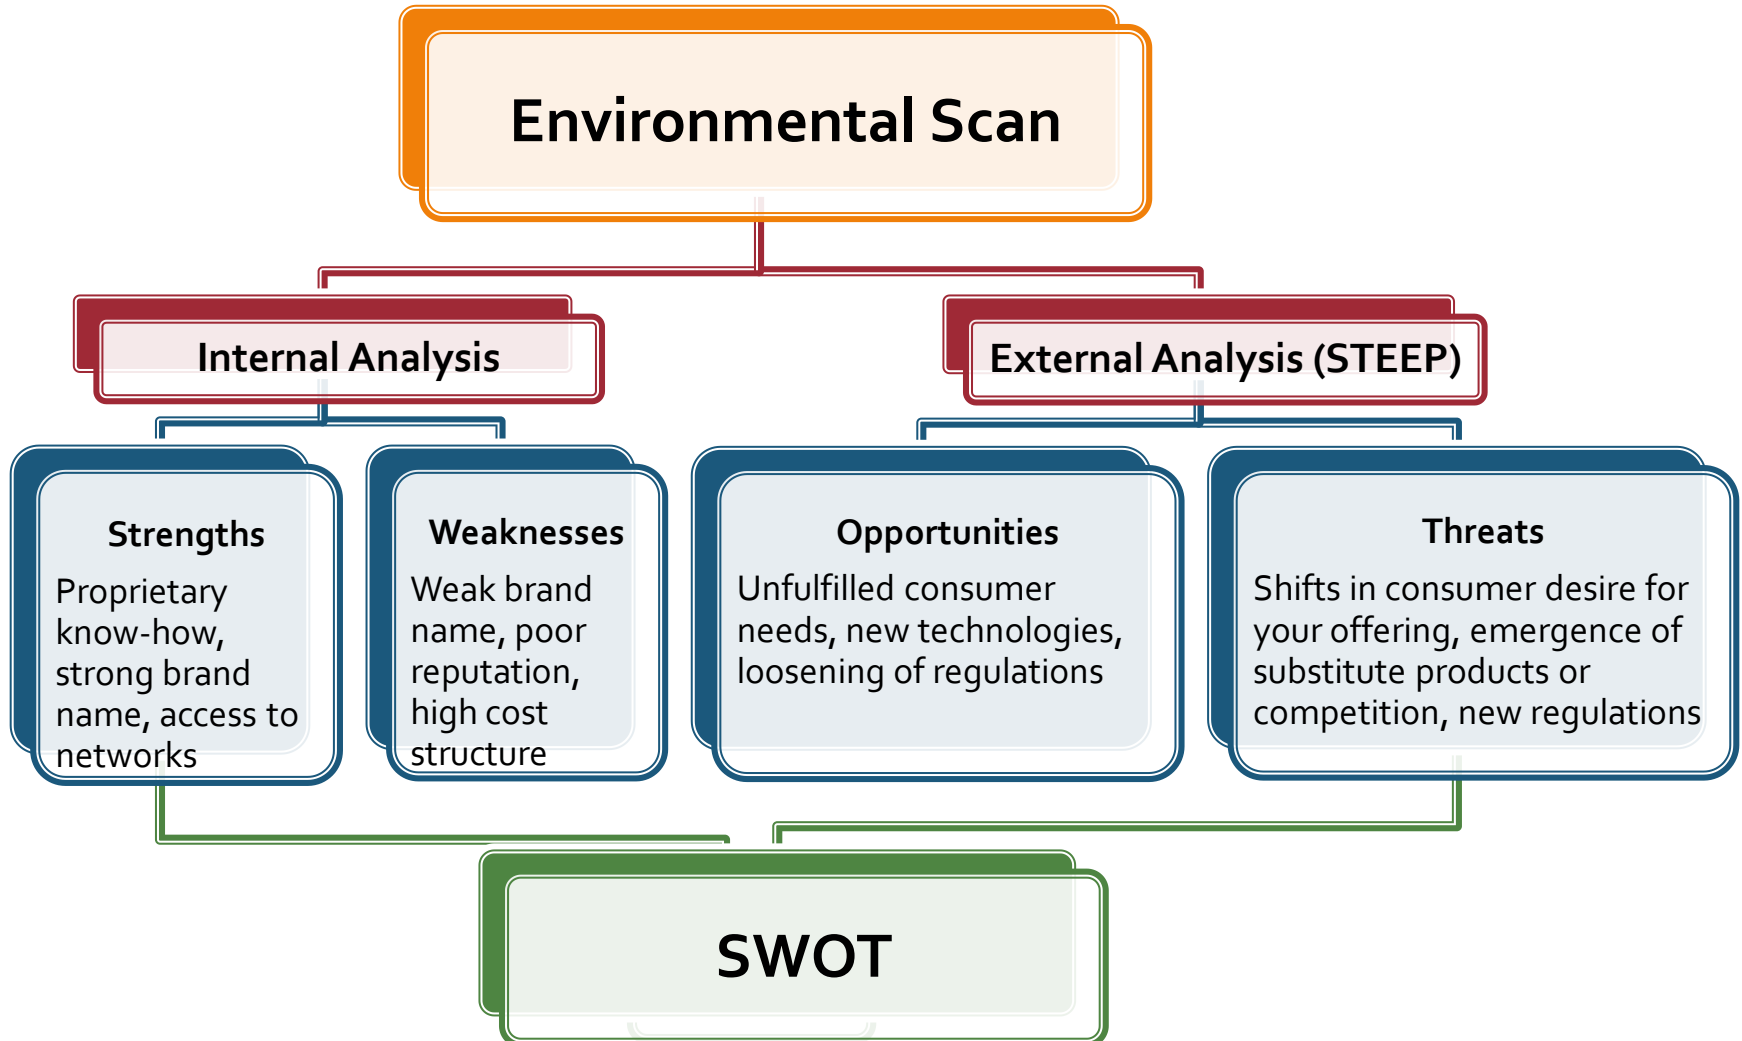 Environmental Scan
Internal Analysis
External Analysis (STEEP)
Strengths
Proprietary
know-how,
strong brand
name, access to
networks
Weaknesses
Weak brand
name, poor
reputation,
high cost
structure
Opportunities
Unfulfilled consumer
needs, new technologies,
loosening of regulations
Threats
Shifts in consumer desire for
your offering, emergence of
substitute products or
competition, new regulations
SWOT